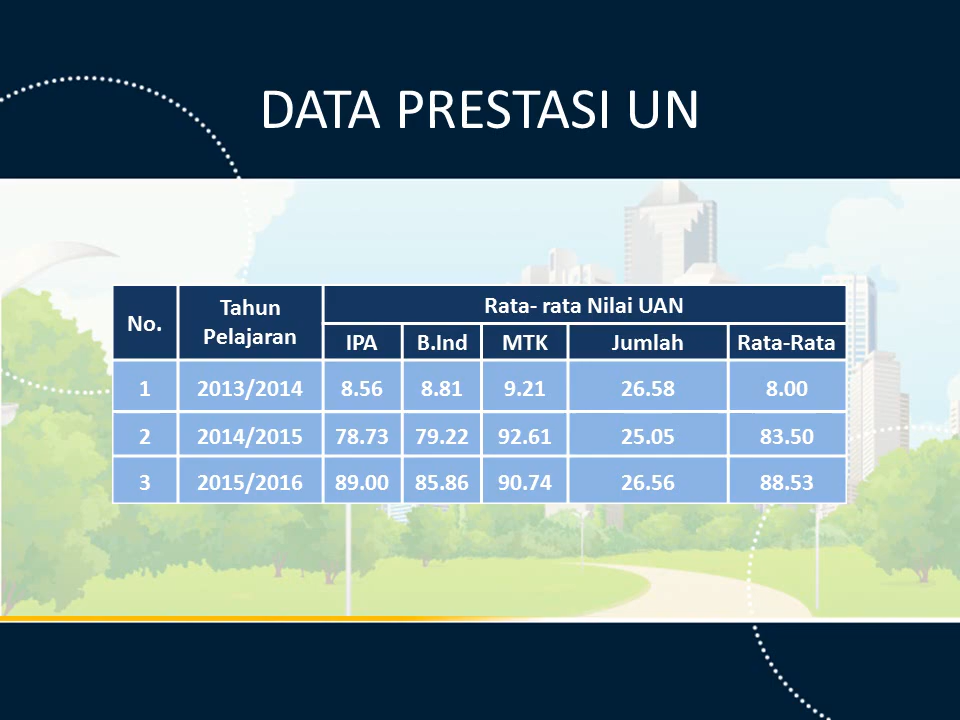 DATA PRESTASI UN
No. Tahun Pelajaran Rata- rata Nilai UAN
IPA B.Ind MTK Jumlah Rata-Rata
1 2013/2014 8.56 8.81 9.21 26.58 8.00
2 2014/2015 78.73 79.22 92.61 25.05 83.50
3 2015/2016 89.00 85.86 90.74 26.56 88.53